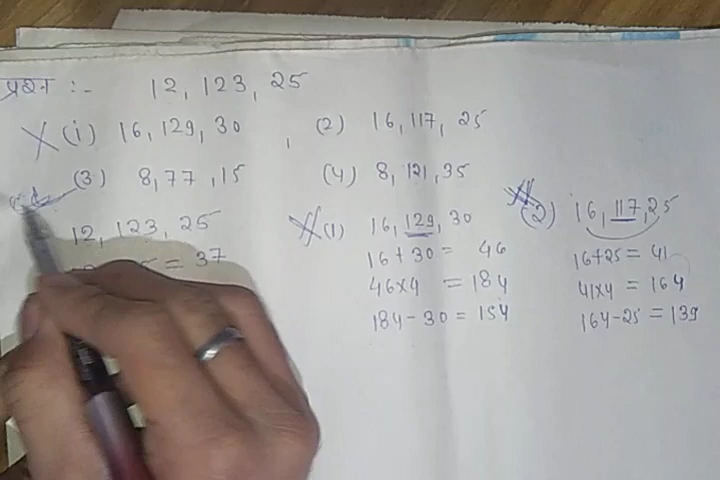 प्रश्न :- 12, 123, 25
(i) 16, 129, 30 , (2) 16, 117, 25
(3) 8, 77, 15 (4) 8, 121, 35
12, 123, 25
= 37
(1) 16, 129, 30
16 + 30 = 46
46×4 = 184
184 - 30 = 154
(2) 16, 117, 25
16+25 = 41
41×4 = 164
164-25 = 139